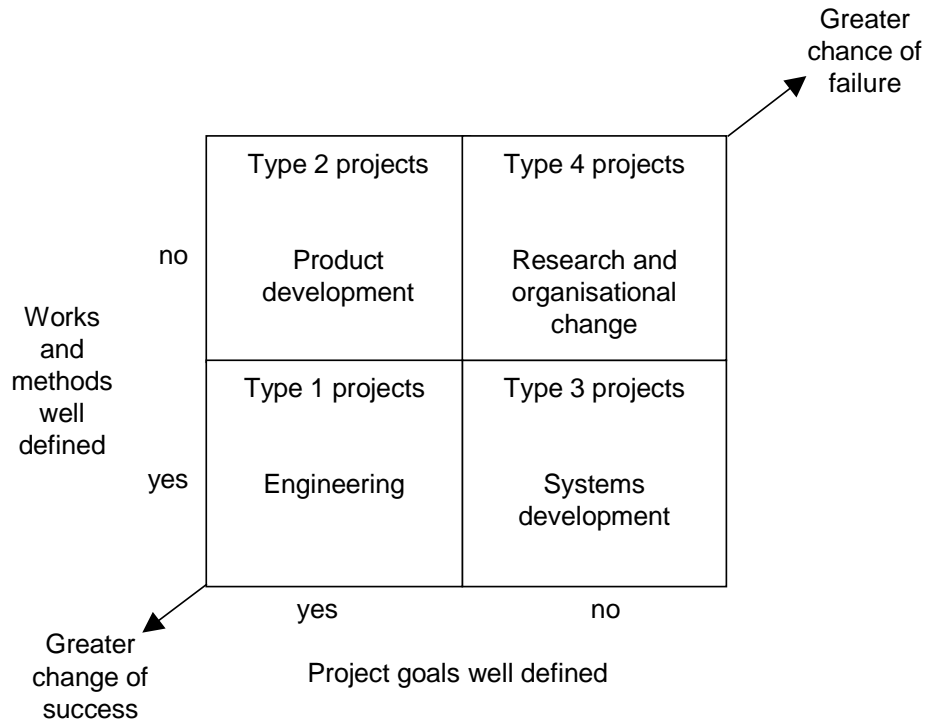 Greater
chance of
failure
Type 2 projects
Type 4 projects
no
Product
development
Research and
organisational
change
Works
and
methods
well
defined
Type 1 projects
Type 3 projects
yes
Engineering
Systems
development
yes
no
Greater
change of
success
Project goals well defined